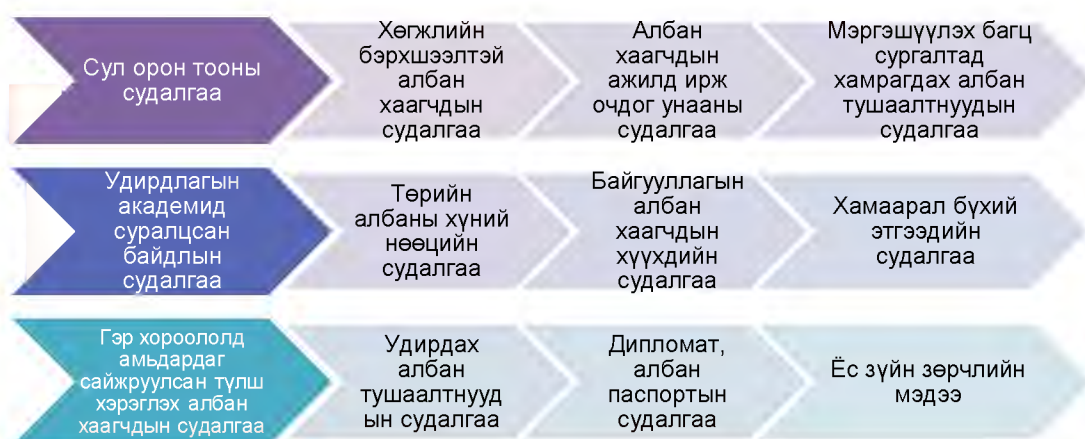 Сул орон тооны
судалгаа
Хөгжлийн
бэрхшээлтэй
албан
хаагчдын
судалгаа
Албан
хаагчдын
ажилд ирж
очдог унааны
судалгаа
Мэргэшүүлэх багц
сургалтад
хамрагдах албан
тушаалтнуудын
судалгаа
Удирдлагын
академид
суралцсан
байдлын
судалгаа
Төрийн
албаны хүний
нөөцийн
судалгаа
Байгууллагын
албан
хаагчдын
хүүхдийн
судалгаа
Хамаарал бүхий
этгээдийн
судалгаа
Гэр хороололд
амьдардаг
сайжруулсан түлш
хэрэглэх албан
хаагчдын судалгаа
Удирдах
албан
тушаалтнууд
ын судалгаа
Дипломат,
албан
паспортын
судалгаа
Ёс зүйн зөрчлийн
мэдээ